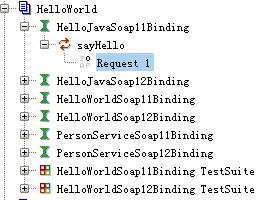 HelloWorld
HelloJavaSoap11Binding
sayHello
Request 1
HelloJavaSoap12Binding
HelloWorldSoap11Binding
HelloWorldSoap12Binding
PersonServiceSoap11Binding
PersonServiceSoap12Binding
HelloWorldSoap11Binding TestSuite
HelloWorldSoap12Binding TestSuite